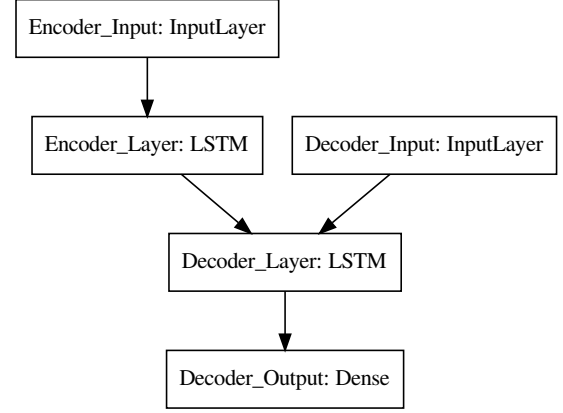 Encoder_Input: InputLayer
Encoder_Layer: LSTM
Decoder_Input: InputLayer
Decoder_Layer: LSTM
Decoder_Output: Dense